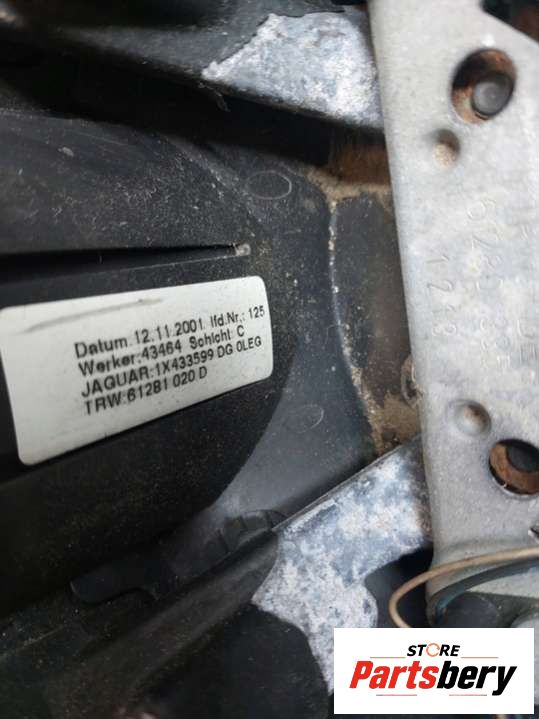 Datum.12.11.2001. lfd.Nr.: 125
Werker:43464 Schicht: C
JAGUAR:1X433599 DG 0LEG
TRW:61281 020 D
1213
STORE
Partsbery